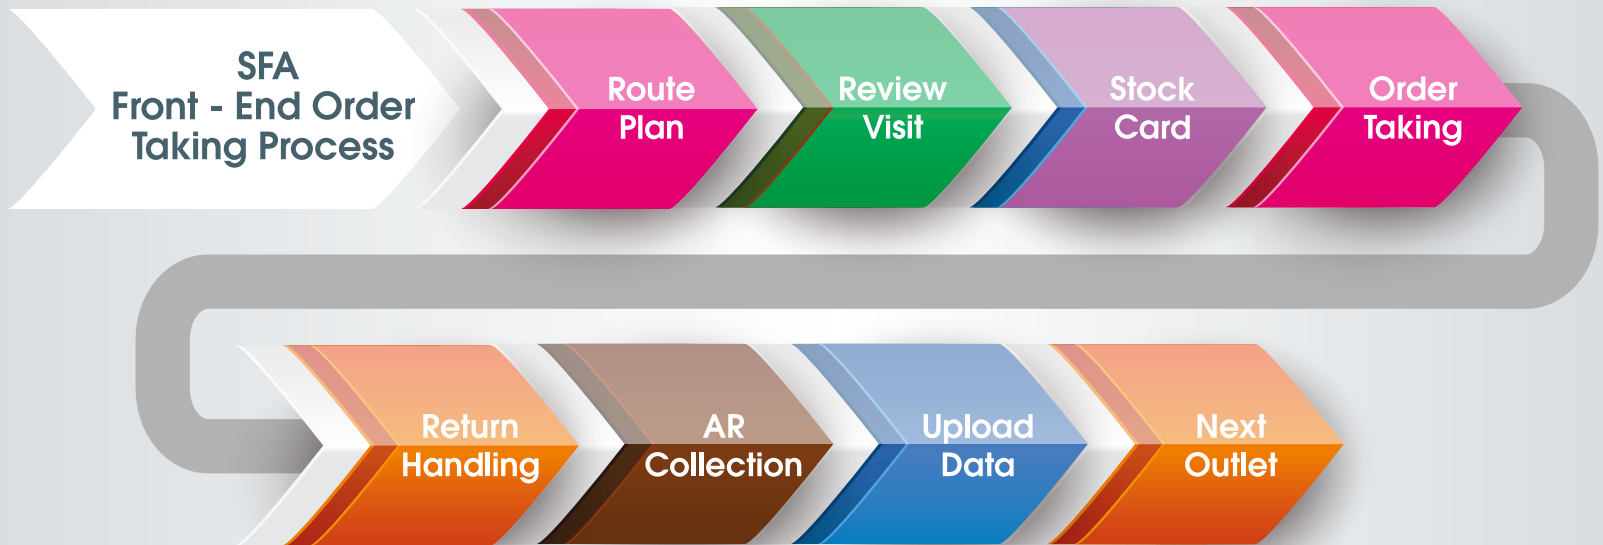 SFA
Front - End Order
Taking Process
Route
Plan
Review
Visit
Stock
Card
Order
Taking
Return
Handling
AR
Collection
Upload
Data
Next
Outlet